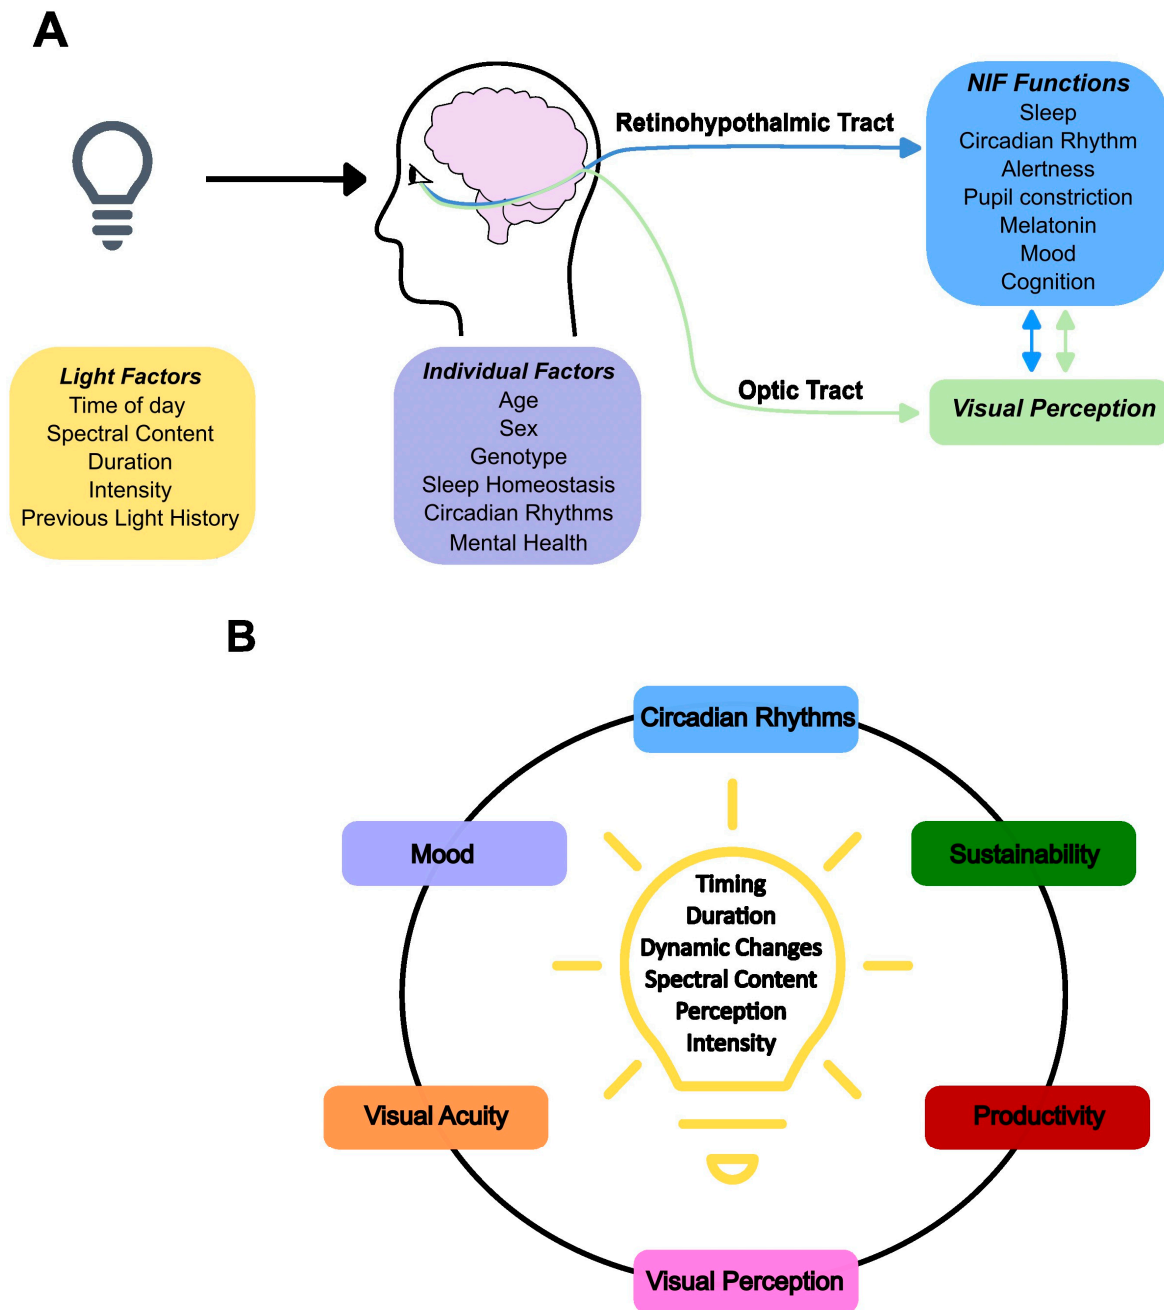 A
Retinohypothalmic Tract
NIF Functions
Sleep
Circadian Rhythm
Alertness
Pupil constriction
Melatonin
Mood
Cognition
Light Factors
Time of day
Spectral Content
Duration
Intensity
Previous Light History
Individual Factors
Age
Sex
Genotype
Sleep Homeostasis
Circadian Rhythms
Mental Health
Optic Tract
Visual Perception
B
Circadian Rhythms
Mood
Sustainability
Timing
Duration
Dynamic Changes
Spectral Content
Perception
Intensity
Visual Acuity
Productivity
Visual Perception